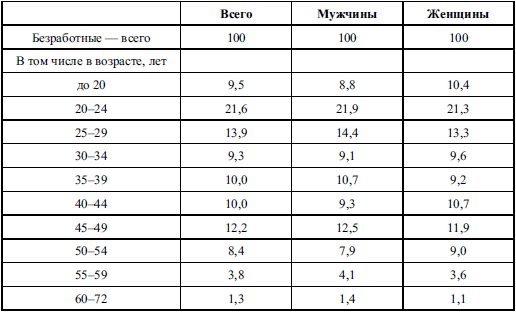 Всего Мужчины Женщины
Безработные — всего 100 100 100
В том числе в возрасте, лет
до 20 9,5 8,8 10,4
20–24 21,6 21,9 21,3
25–29 13,9 14,4 13,3
30–34 9,3 9,1 9,6
35–39 10,0 10,7 9,2
40–44 10,0 9,3 10,7
45–49 12,2 12,5 11,9
50–54 8,4 7,9 9,0
55–59 3,8 4,1 3,6
60–72 1,3 1,4 1,1